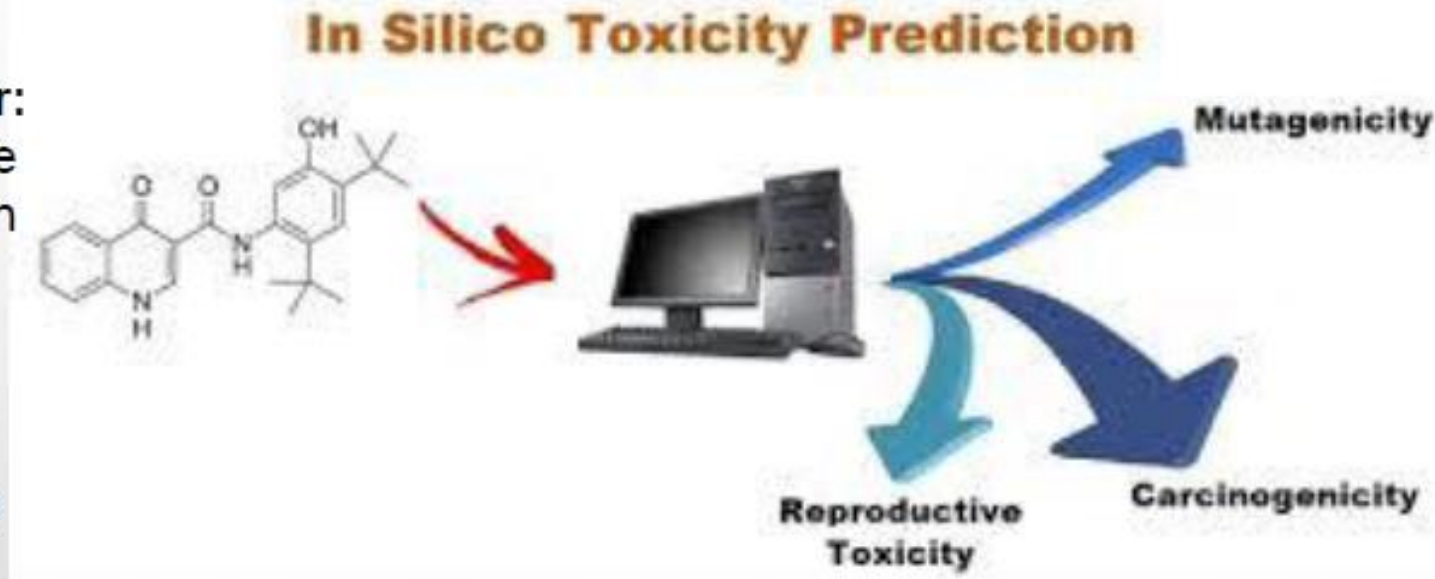 In Silico Toxicity Prediction
r:
e
n
OH
O
O
N
H
N
H
Mutagenicity
Carcinogenicity
Reproductive
Toxicity